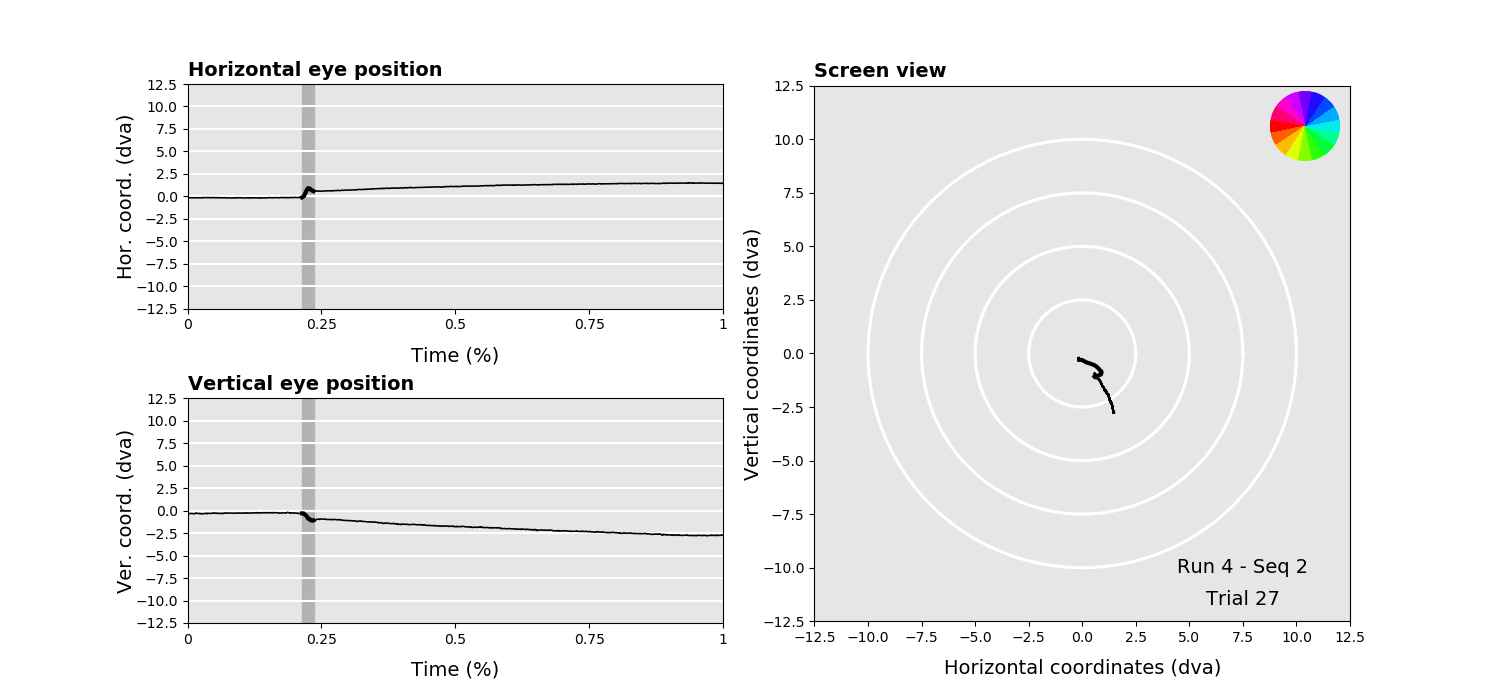 Horizontal eye position
12.5
10.0
7.5
5.0
2.5
0.0
−2.5
−5.0
−7.5
−10.0
−12.5
Hor. coord. (dva)
0 0.25 0.5 0.75 1
Time (%)
Vertical eye position
12.5
10.0
7.5
5.0
2.5
0.0
−2.5
−5.0
−7.5
−10.0
−12.5
Ver. coord. (dva)
0 0.25 0.5 0.75 1
Time (%)
Screen view
12.5
10.0
7.5
5.0
2.5
0.0
−2.5
−5.0
−7.5
−10.0
−12.5
Vertical coordinates (dva)
Run 4 - Seq 2
Trial 27
−12.5 −10.0 −7.5 −5.0 −2.5 0.0 2.5 5.0 7.5 10.0 12.5
Horizontal coordinates (dva)